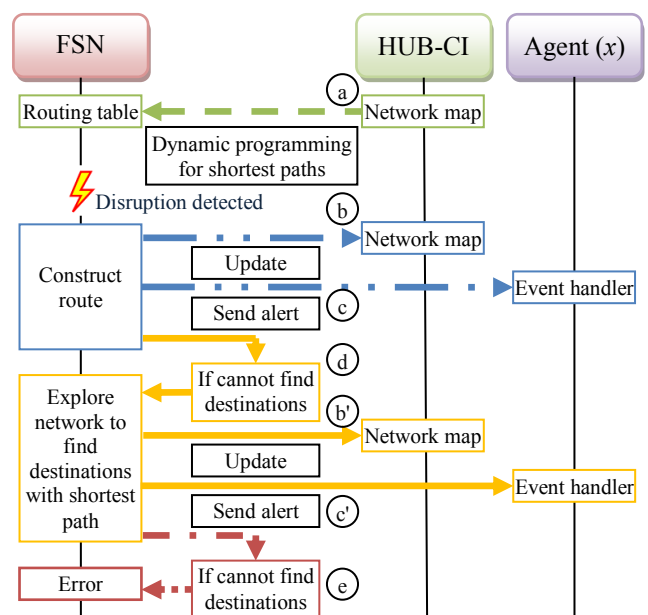 FSN
HUB-CI
Agent (x)
a
Routing table
Network map
Dynamic programming
for shortest paths
Disruption detected
b
Network map
Construct
route
Update
Event handler
Send alert
c
d
If cannot find
destinations
Explore
network to
find
destinations
with shortest
path
b'
Network map
Update
Event handler
Send alert
c'
Error
If cannot find
destinations
e